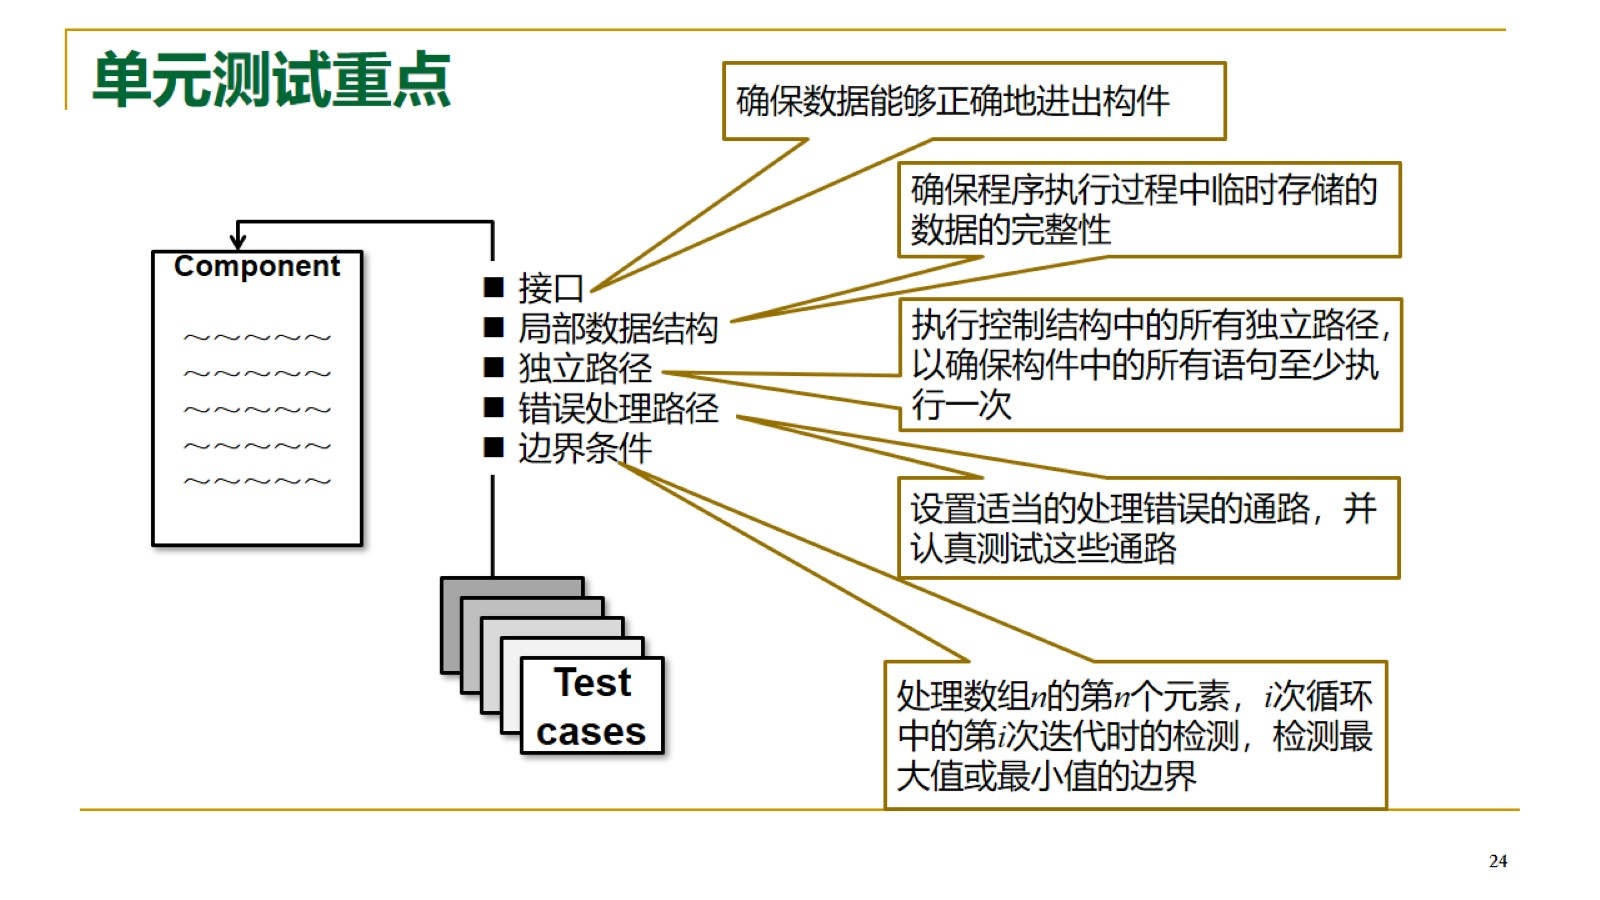 单元测试重点
确保数据能够正确地进出构件
确保程序执行过程中临时存储的
数据的完整性
Component
■ 接口
■ 局部数据结构
■ 独立路径
■ 错误处理路径
■ 边界条件
执行控制结构中的所有独立路径，
以确保构件中的所有语句至少执
行一次
设置适当的处理错误的通路，并
认真测试这些通路
Test
cases
处理数组n的第n个元素，i次循环
中的第i次迭代时的检测，检测最
大值或最小值的边界
24